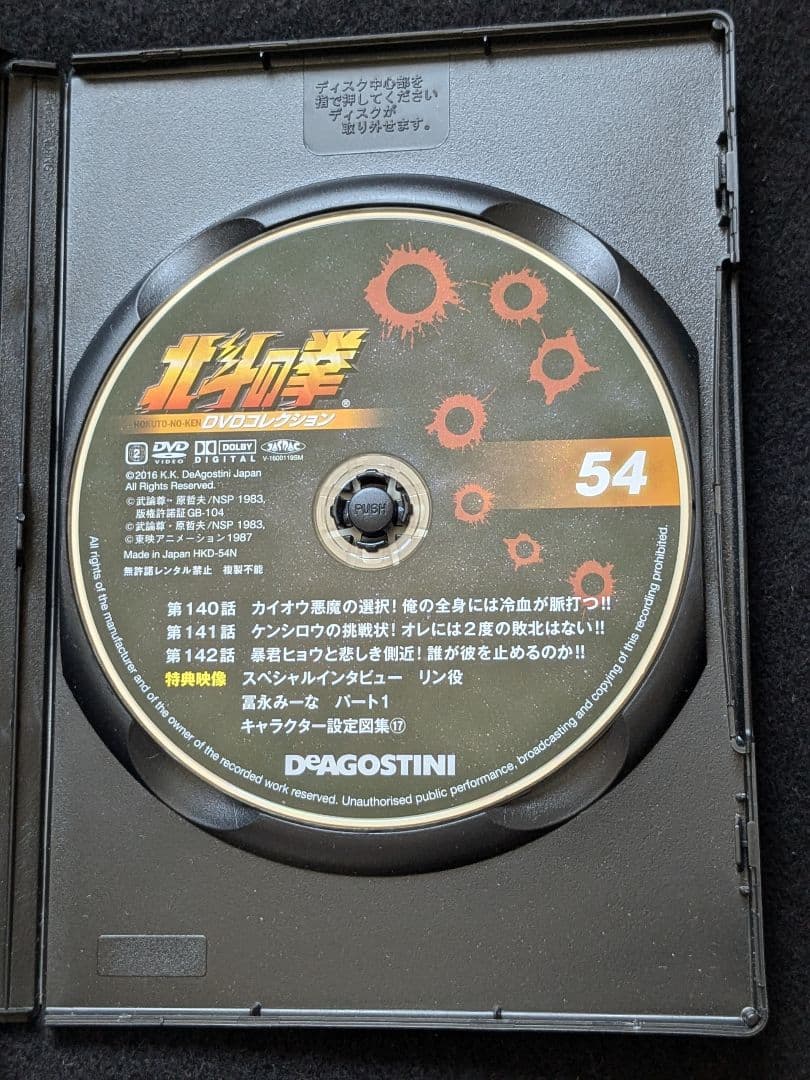 ディスク中心部を
指で押してください
ディスクが
取り外せます。
北斗の拳®
HOKUTO-NO-KEN DVDコレクション
54
2 DVD VIDEO DOLBY DIGITAL JASRAC V-1600119SM
©2016 K.K. DeAgostini Japan
All Rights Reserved.
©武論尊・原哲夫/NSP 1983,
版権許諾証GB-104
©武論尊・原哲夫/NSP 1983,
©東映アニメーション1987
Made in Japan HKD-54N
無許諾レンタル禁止 複製不能
PUSH
第140話 カイオウ悪魔の選択!俺の全身には冷血が脈打つ!!
第141話 ケンシロウの挑戦状!オレには2度の敗北はない!!
第142話 暴君ヒョウと悲しき側近!誰が彼を止めるのか!!
特典映像 スペシャルインタビュー リン役
冨永みーな パート1
キャラクター設定図集⑰
DEAGOSTINI
All rights of the manufacturer and of the owner of the recorded work reserved. Unauthorised public performance, broadcasting and copying of this recording prohibited.